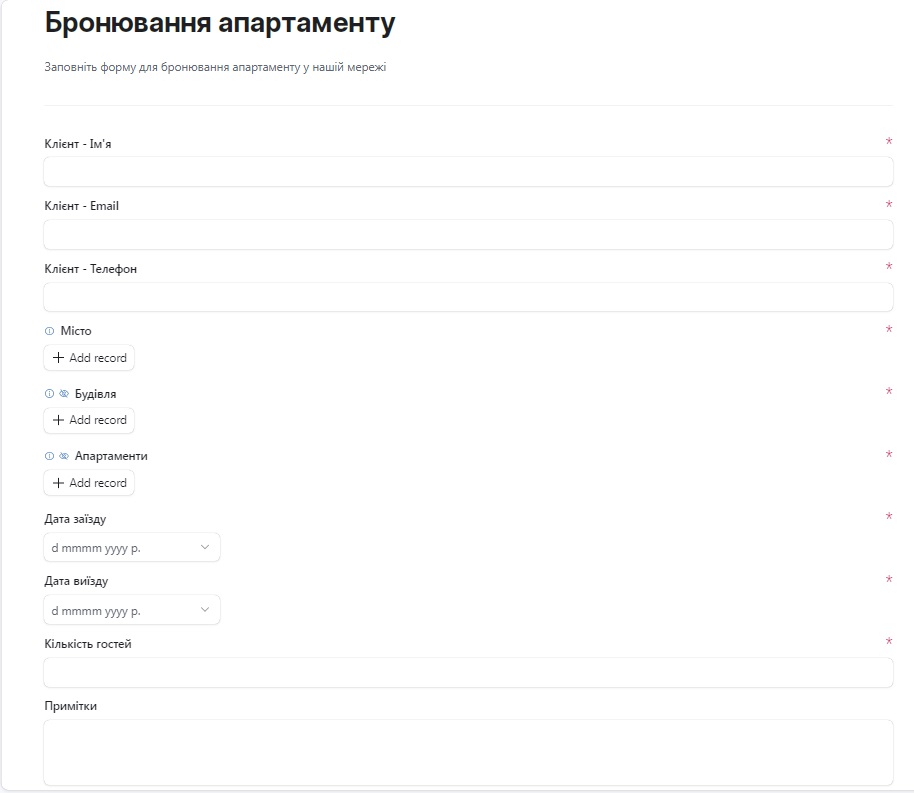 Бронювання апартаменту
Заповніть форму для бронювання апартаменту у нашій мережі
Клієнт - Ім'я *
Клієнт - Email *
Клієнт - Телефон *
Місто *
+ Add record
Будівля *
+ Add record
Апартаменти *
+ Add record
Дата заїзду *
d mmmm yyyy р.
Дата виїзду *
d mmmm yyyy р.
Кількість гостей *
Примітки